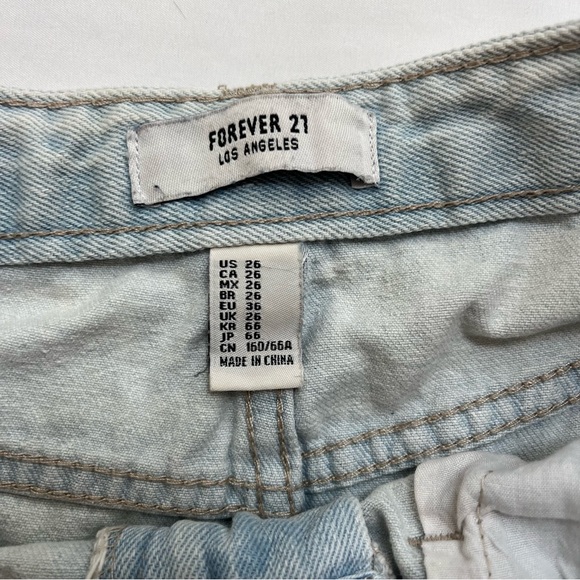 FOREVER 21
LOS ANGELES
US 26
CA 26
MX 26
BR 26
EU 36
UK 26
KR 66
JP 66
CN 160/66A
MADE IN CHINA